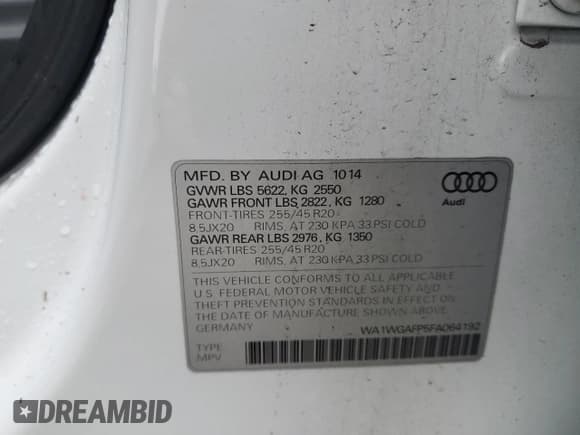 MFD. BY AUDI AG 10 14
GVWR LBS 5622, KG 2550
GAWR FRONT LBS 2822, KG 1280
FRONT-TIRES 255/45 R20
8.5JX20 RIMS, AT 230 KPA 33 PSI COLD
GAWR REAR LBS 2976, KG 1350
REAR-TIRES 255/45 R20
8.5JX20 RIMS, AT 230 KPA 33 PSI COLD
THIS VEHICLE CONFORMS TO ALL APPLICABLE
U.S. FEDERAL MOTOR VEHICLE SAFETY AND
THEFT PREVENTION STANDARDS IN EFFECT ON
THE DATE OF MANUFACTURE SHOWN ABOVE.
GERMANY
WA1WGAFP5FA064192
TYPE
MPV
Audi
DREAMBID